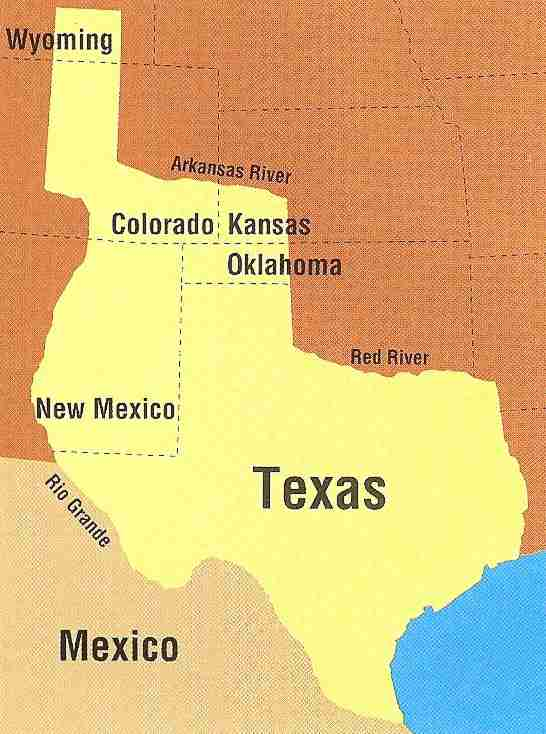 Wyoming
Arkansas River
Colorado Kansas
Oklahoma
Red River
New Mexico
Texas
Rio Grande
Mexico